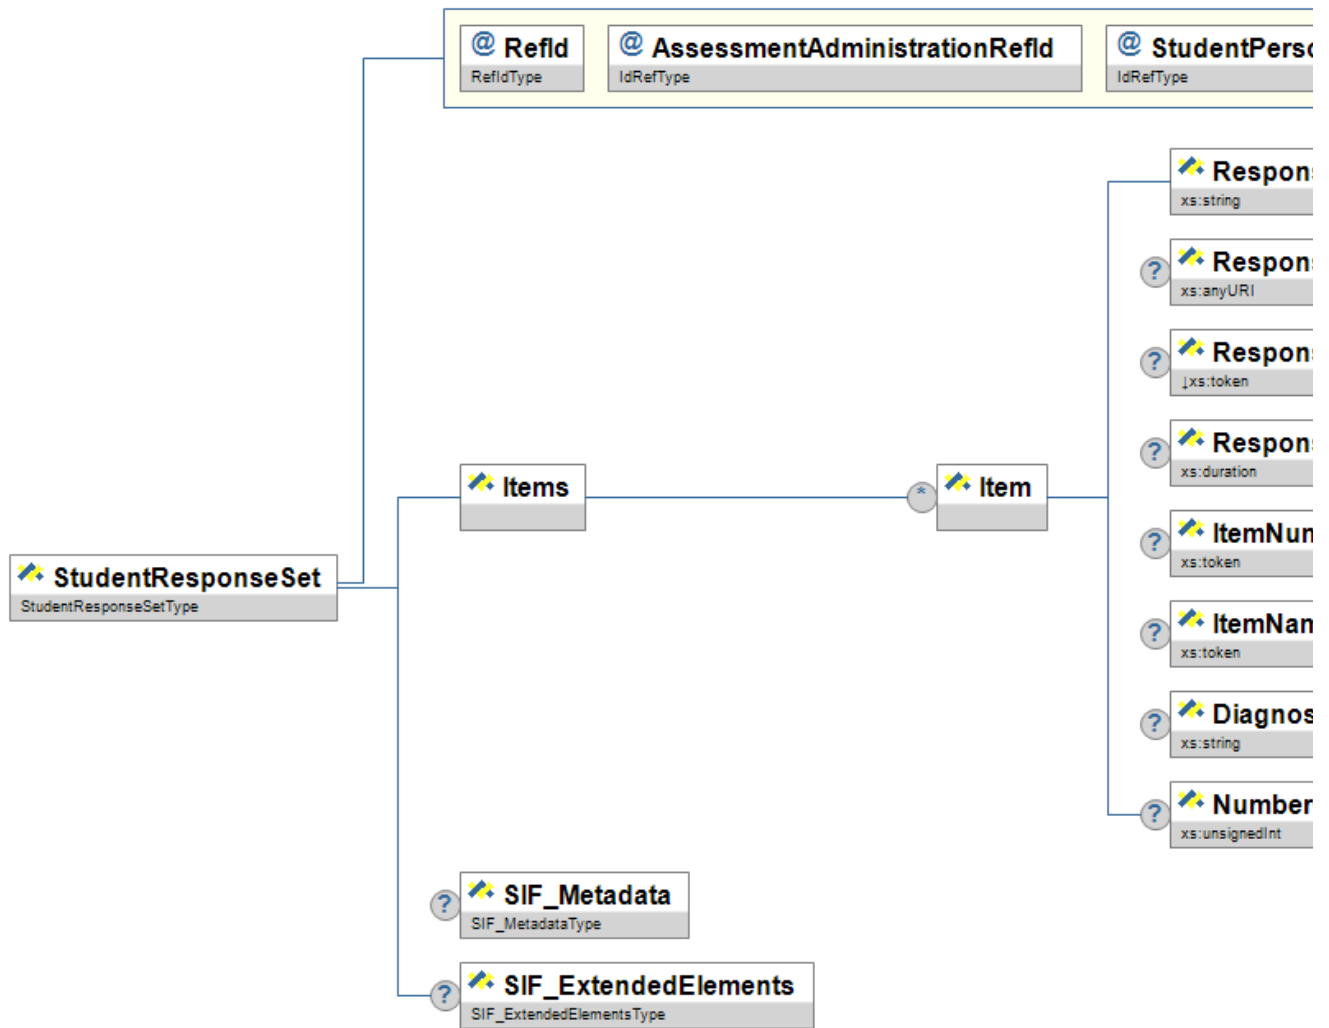 @ RefId
RefIdType
@ AssessmentAdministrationRefId
IdRefType
@ StudentPerso
IdRefType
Respons
xs:string
? Respons
xs:anyURI
? Respons
↓xs:token
? Respons
xs:duration
Items
* Item
? ItemNum
xs:token
StudentResponseSet
StudentResponseSetType
? ItemNam
xs:token
? Diagnos
xs:string
? Number
xs:unsignedInt
? SIF_Metadata
SIF_MetadataType
? SIF_ExtendedElements
SIF_ExtendedElementsType